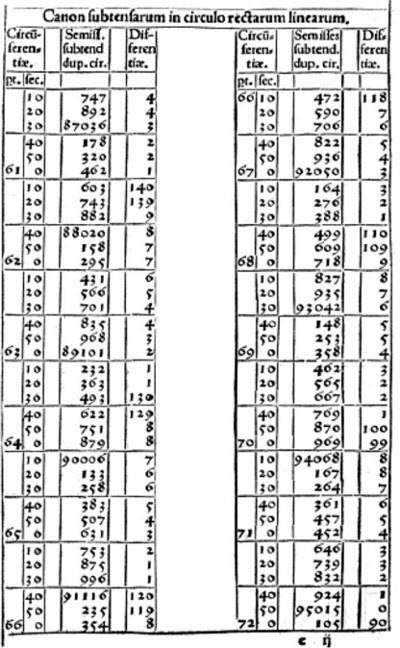 Canon subtensarum in circulo rectarum linearum.
Circũ- Semiss. Dif-
feren- subtend feren
tiæ. dup. cir. tiæ.
pt. sec.
10 747 4
20 892 4
30 87036 3
40 178 2
50 320 2
61 0 462 1
10 603 140
20 743 139
30 882 9
40 88020 8
50 158 7
62 0 295 7
10 431 6
20 566 5
30 701 4
40 835 4
50 968 3
63 0 89101 2
10 232 1
20 363 1
30 493 130
40 622 129
50 751 8
64 0 879 8
10 90006 7
20 133 6
30 258 6
40 383 5
50 507 4
65 0 631 3
10 753 2
20 875 1
30 996 1
40 91116 120
50 235 119
66 0 354 8
Circũ- Semisses Dif-
feren- subtend. feren
tiæ. dup. cir. tiæ.
pt. sec.
66 10 472 118
20 590 7
30 706 6
40 822 5
50 936 4
67 0 92050 3
10 164 3
20 276 2
30 388 1
40 499 110
50 609 109
68 0 718 9
10 827 8
20 935 7
30 93042 6
40 148 5
50 253 5
69 0 358 4
10 462 3
20 565 2
30 667 2
40 769 1
50 870 100
70 0 969 99
10 94068 8
20 167 8
30 264 7
40 361 6
50 457 5
71 0 452 4
10 646 3
20 739 3
30 832 2
40 924 1
50 95015 0
72 0 105 90
c ij